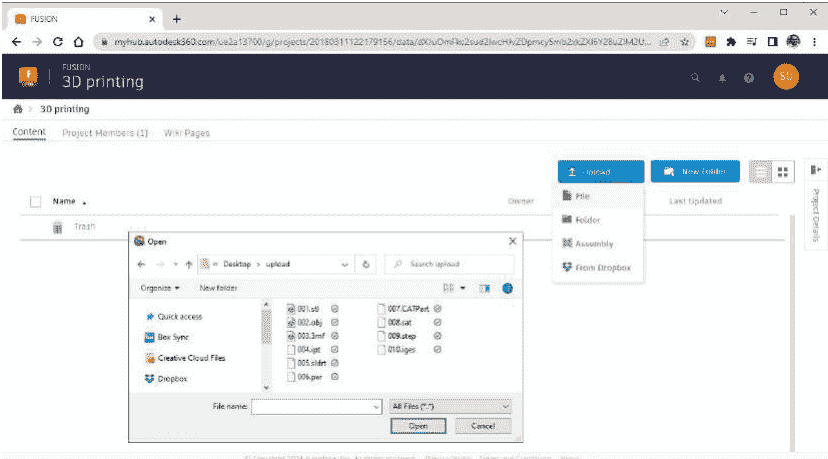 FUSION
myhub.autodesk360.com/
FUSION
3D printing
SG
3D printing
Content Project Members (1) Wiki Pages
Upload New Folder
Name Owner Last Updated
File
Trash
Folder
Assembly
From Dropbox
Project Details
Open
Desktop > upload Search upload
Organize New folder
Quick access
Box Sync
Creative Cloud Files
Dropbox
001.stl
002.obj
003.3mf
004.ipt
005.sldrt
006.par
007.CATPart
008.sat
009.step
010.iges
File name: All Files (*.*)
Open Cancel